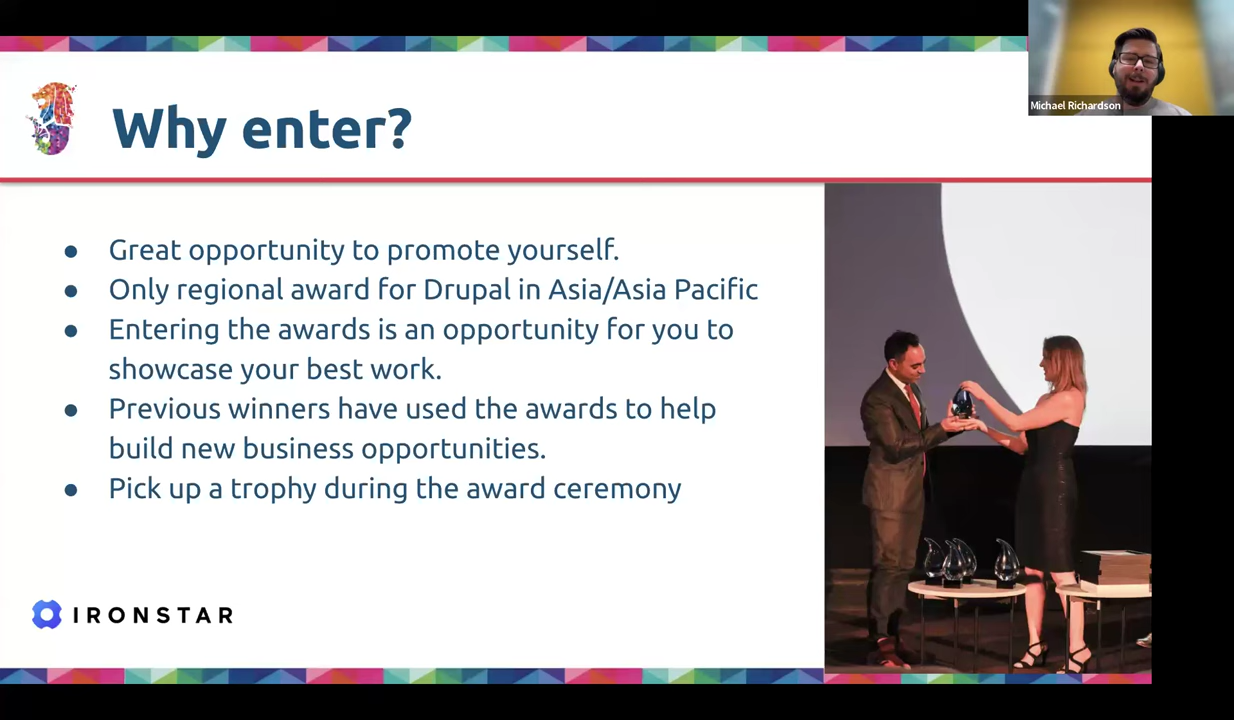 Michael Richardson
Why enter?
● Great opportunity to promote yourself.
● Only regional award for Drupal in Asia/Asia Pacific
● Entering the awards is an opportunity for you to
showcase your best work.
● Previous winners have used the awards to help
build new business opportunities.
● Pick up a trophy during the award ceremony
IRONSTAR